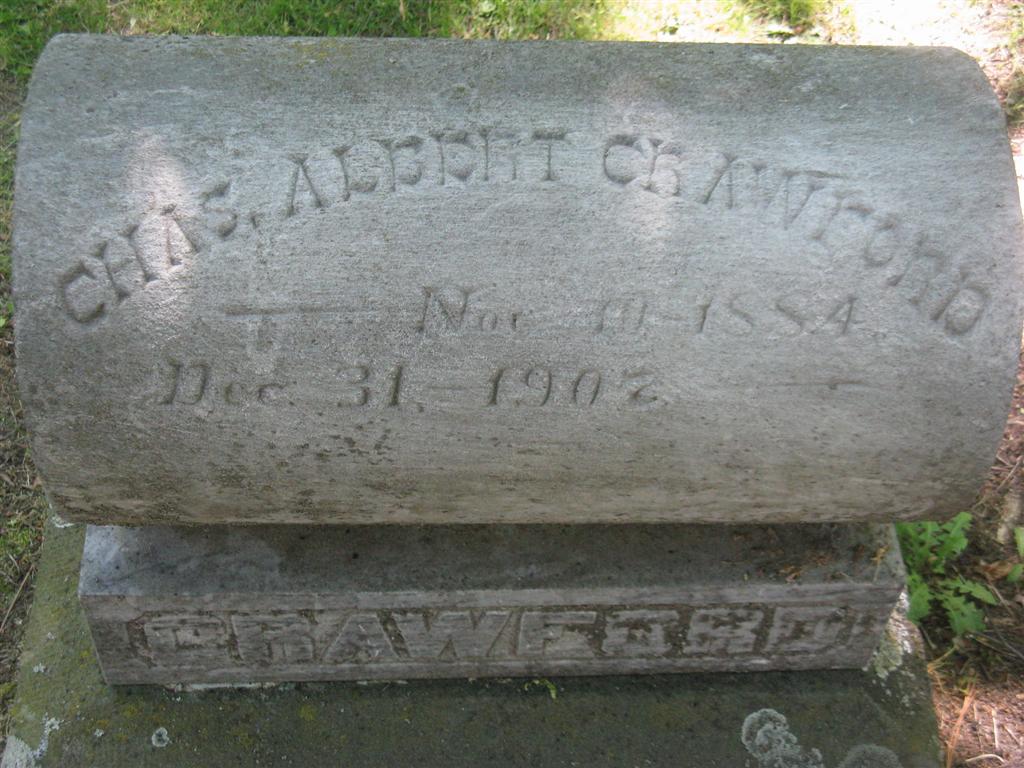 CHAS. ALBERT CRAWFORD
Nov. 10-1884
Dec. 31,-1902
CRAWFORD